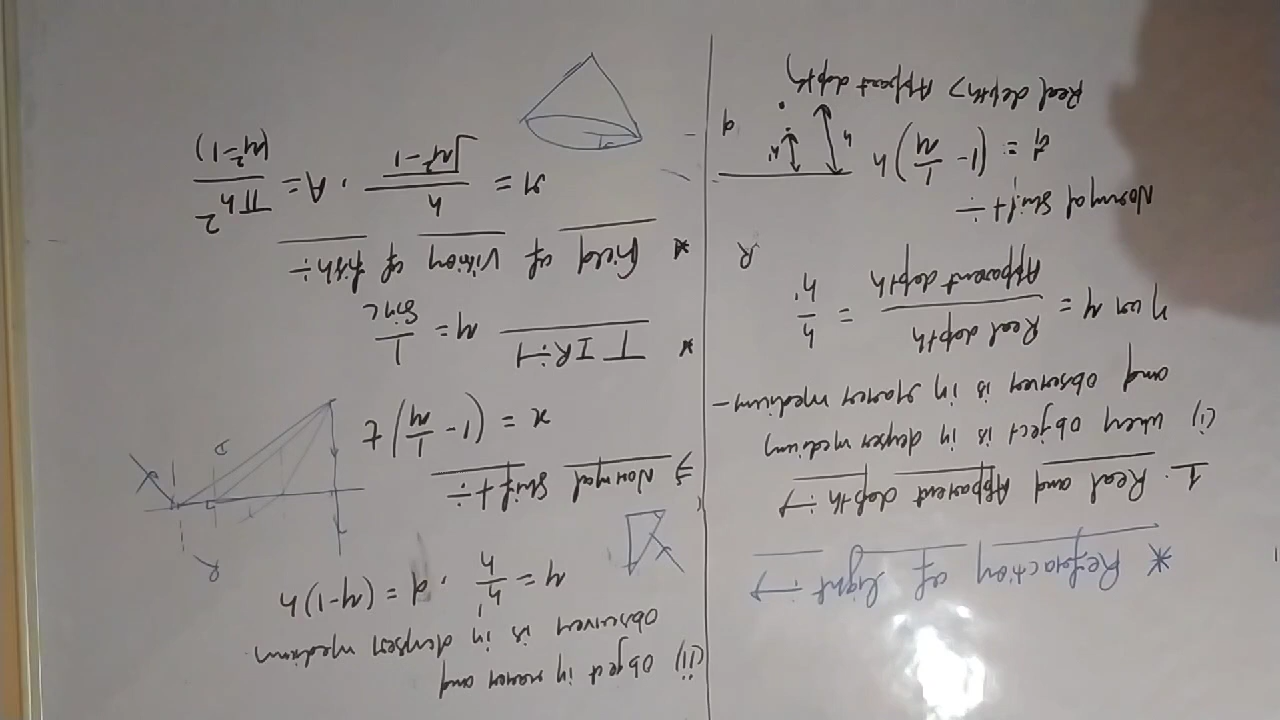 * Refraction of light :→
1. Real and Apparent depth :→
(i) when object is in denser medium
and observer is in rarer medium -
η or μ = Real depth / Apparent depth = h / h'
R
Normal shift ÷
d = (1 - 1/μ) h
h' h
d
Real depth > Apparent depth)
(ii) object in rarer and
observer is in denser medium
μ = h' / h , d = (μ-1) h
⇒ Normal shift ÷
x = (1 - 1/μ) t
* TIR :→ μ = 1 / sin c
* field of vision of fish ÷
r = h / √μ²-1 , A = πh² / (μ²-1)
r